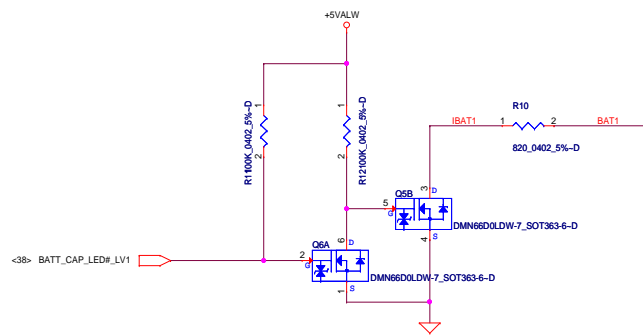 +5VALW
1
R1100K_0402_5%~D
2
1
R12100K_0402_5%~D
2
R10
IBAT1
1
2
BAT1
820_0402_5%~D
Q5B
3
D
5
G
S
4
DMN66D0LDW-7_SOT363-6~D
Q6A
6
D
<38>
BATT_CAP_LED#_LV1
2
G
S
1
DMN66D0LDW-7_SOT363-6~D